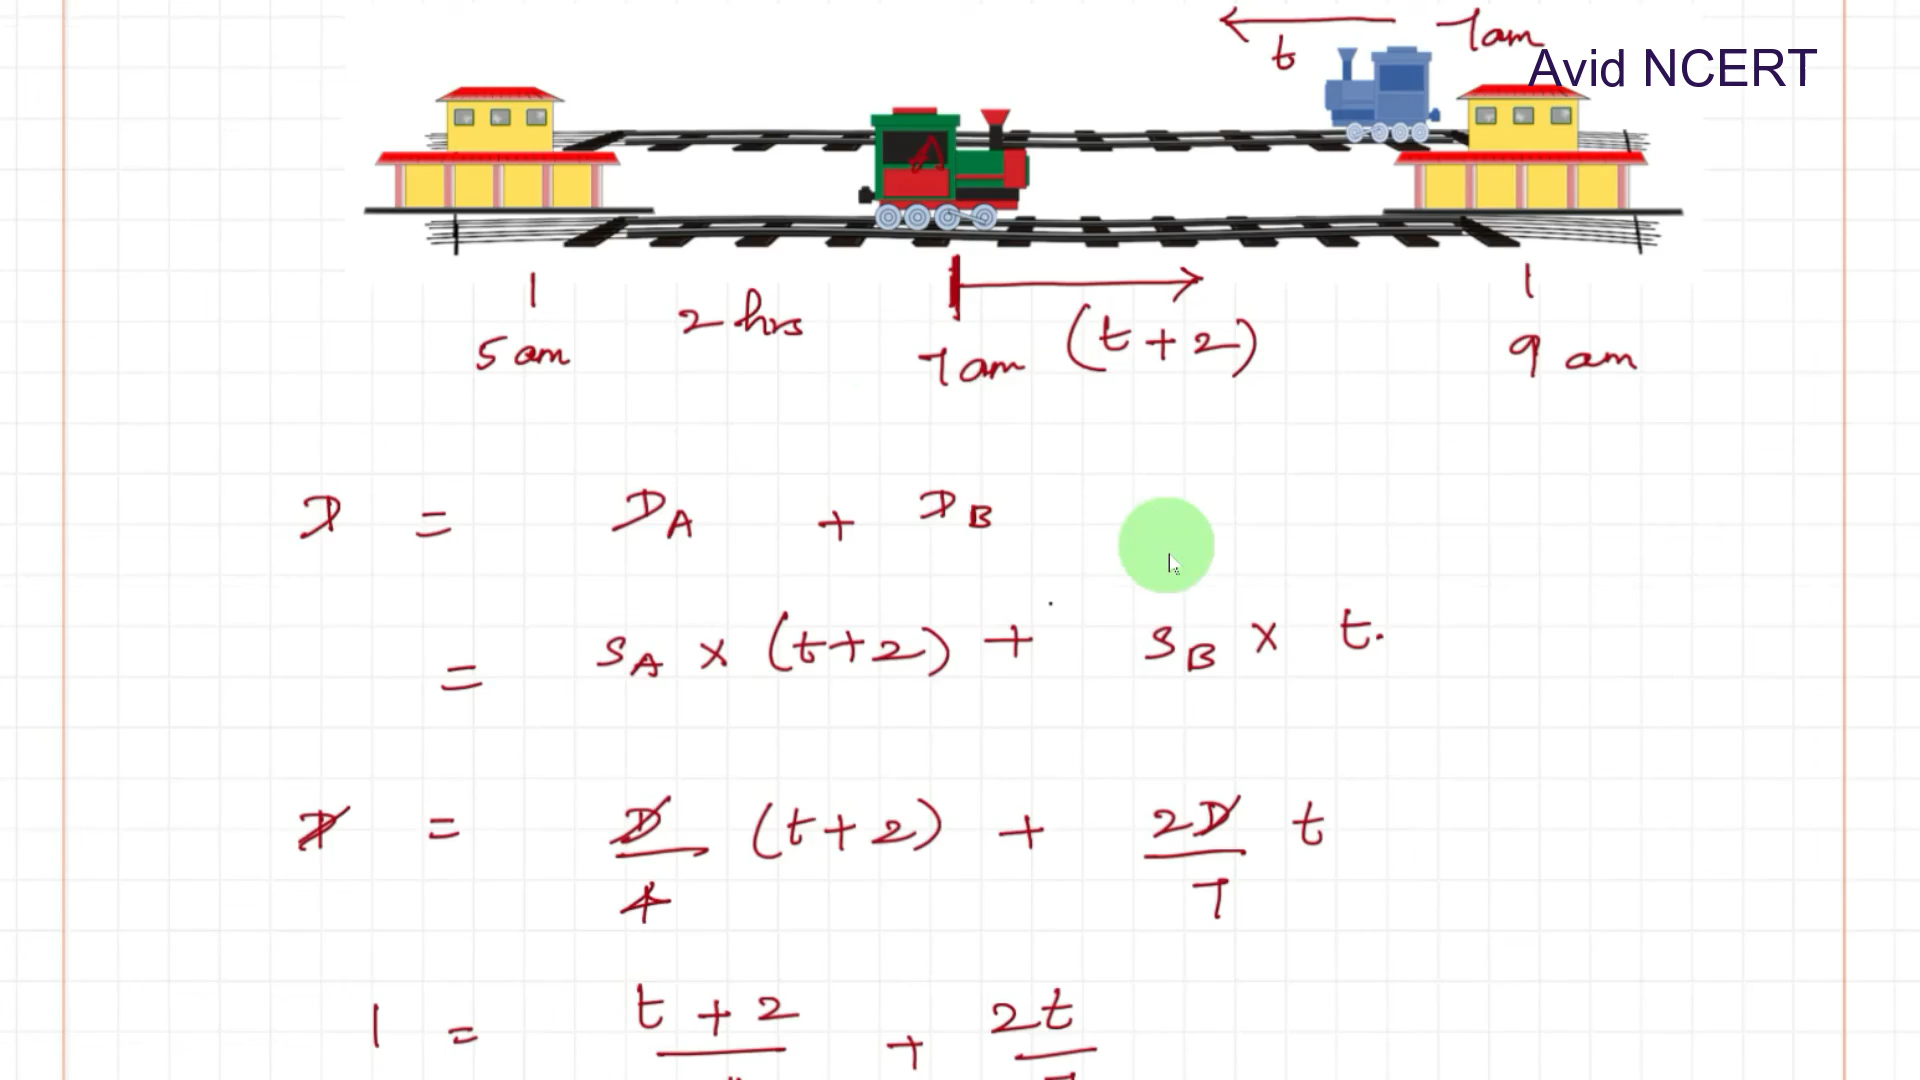 ← 7am
t
Avid NCERT
A
5 am 2 hrs 7am (t+2) 9 am
D = D_A + D_B
= S_A × (t+2) + S_B × t.
D = D/4 (t+2) + 2D/7 t
1 = t + 2 + 2t